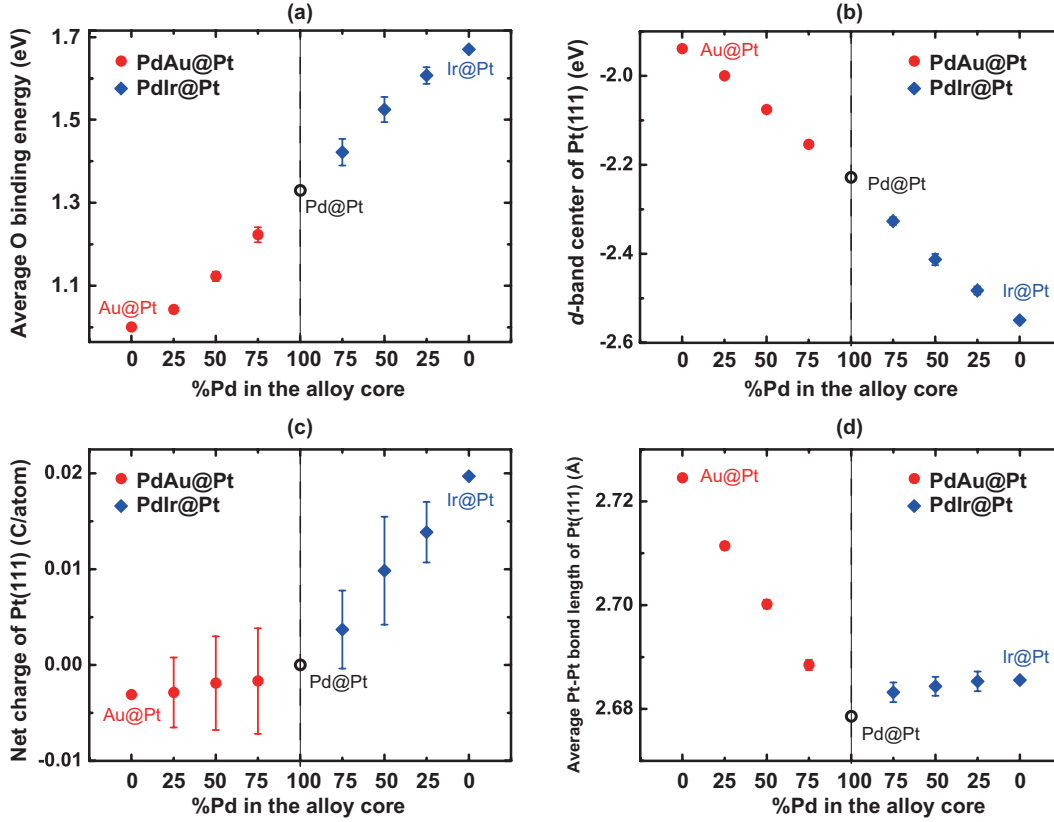 (a)
Average O binding energy (eV)
1.7
1.5
1.3
1.1
PdAu@Pt
PdIr@Pt
Ir@Pt
Pd@Pt
Au@Pt
0 25 50 75 100 75 50 25 0
%Pd in the alloy core
(b)
d-band center of Pt(111) (eV)
-2.0
-2.2
-2.4
-2.6
Au@Pt
PdAu@Pt
PdIr@Pt
Pd@Pt
Ir@Pt
0 25 50 75 100 75 50 25 0
%Pd in the alloy core
(c)
Net charge of Pt(111) (C/atom)
0.02
0.01
0.00
-0.01
PdAu@Pt
PdIr@Pt
Ir@Pt
Pd@Pt
Au@Pt
0 25 50 75 100 75 50 25 0
%Pd in the alloy core
(d)
Average Pt-Pt bond length of Pt(111) (Å)
2.72
2.70
2.68
Au@Pt
PdAu@Pt
PdIr@Pt
Ir@Pt
Pd@Pt
0 25 50 75 100 75 50 25 0
%Pd in the alloy core